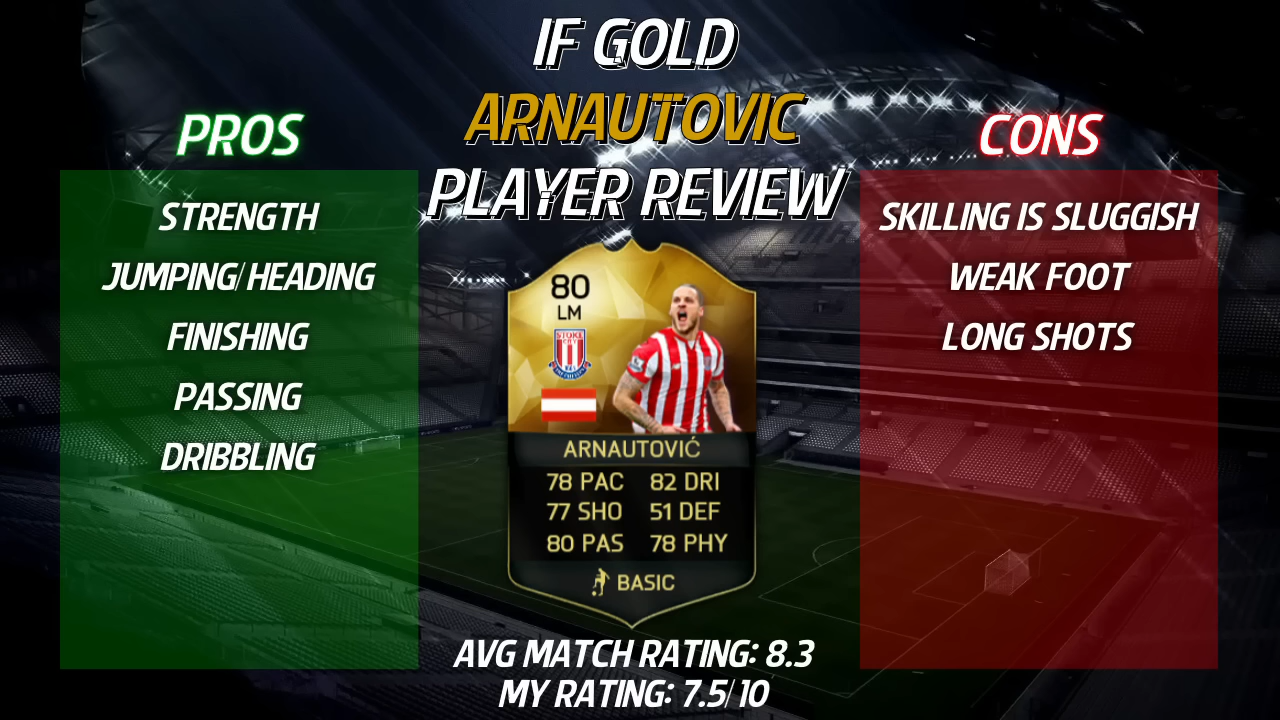 IF GOLD
ARNAUTOVIC
PLAYER REVIEW
PROS
STRENGTH
JUMPING/HEADING
FINISHING
PASSING
DRIBBLING
80
LM
STOKE
CITY
ARNAUTOVIĆ
78 PAC 82 DRI
77 SHO 51 DEF
80 PAS 78 PHY
BASIC
AVG MATCH RATING: 8.3
MY RATING: 7.5/10
CONS
SKILLING IS SLUGGISH
WEAK FOOT
LONG SHOTS